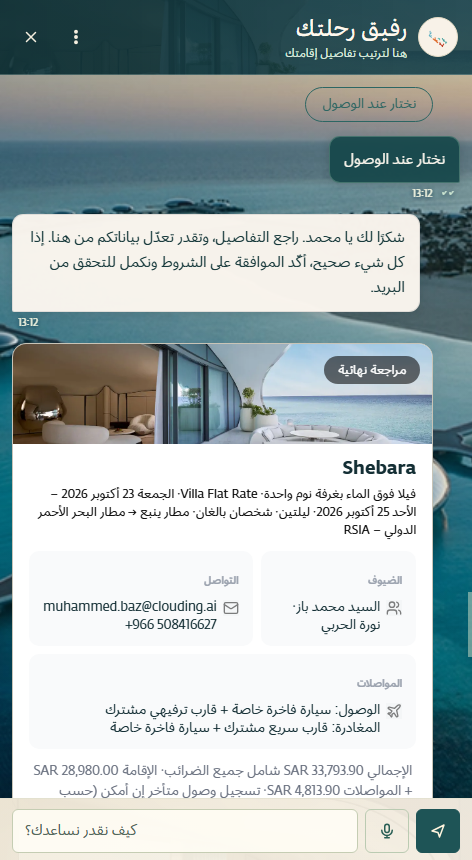 رفيق رحلتك
هنا لترتيب تفاصيل إقامتك
نختار عند الوصول
نختار عند الوصول
13:12
شكرًا لك يا محمد. راجع التفاصيل، وتقدر تعدّل بياناتكم من هنا. إذا
كل شيء صحيح، أكّد الموافقة على الشروط ونكمل للتحقق من
البريد.
13:12
مراجعة نهائية
Shebara
فيلا فوق الماء بغرفة نوم واحدة · Villa Flat Rate · الجمعة 23 أكتوبر 2026 –
الأحد 25 أكتوبر 2026 · ليلتين · شخصان بالغان · مطار ينبع → مطار البحر الأحمر
الدولي – RSIA
الضيوف
السيد محمد باز ·
نورة الحربي
التواصل
muhammed.baz@clouding.ai
+966 508416627
المواصلات
الوصول: سيارة فاخرة خاصة + قارب ترفيهي مشترك
المغادرة: قارب سريع مشترك + سيارة فاخرة خاصة
الإجمالي SAR 33,793.90 شامل جميع الضرائب · الإقامة SAR 28,980.00
+ المواصلات SAR 4,813.90 · تسجيل وصول متأخر إن أمكن (حسب
كيف نقدر نساعدك؟